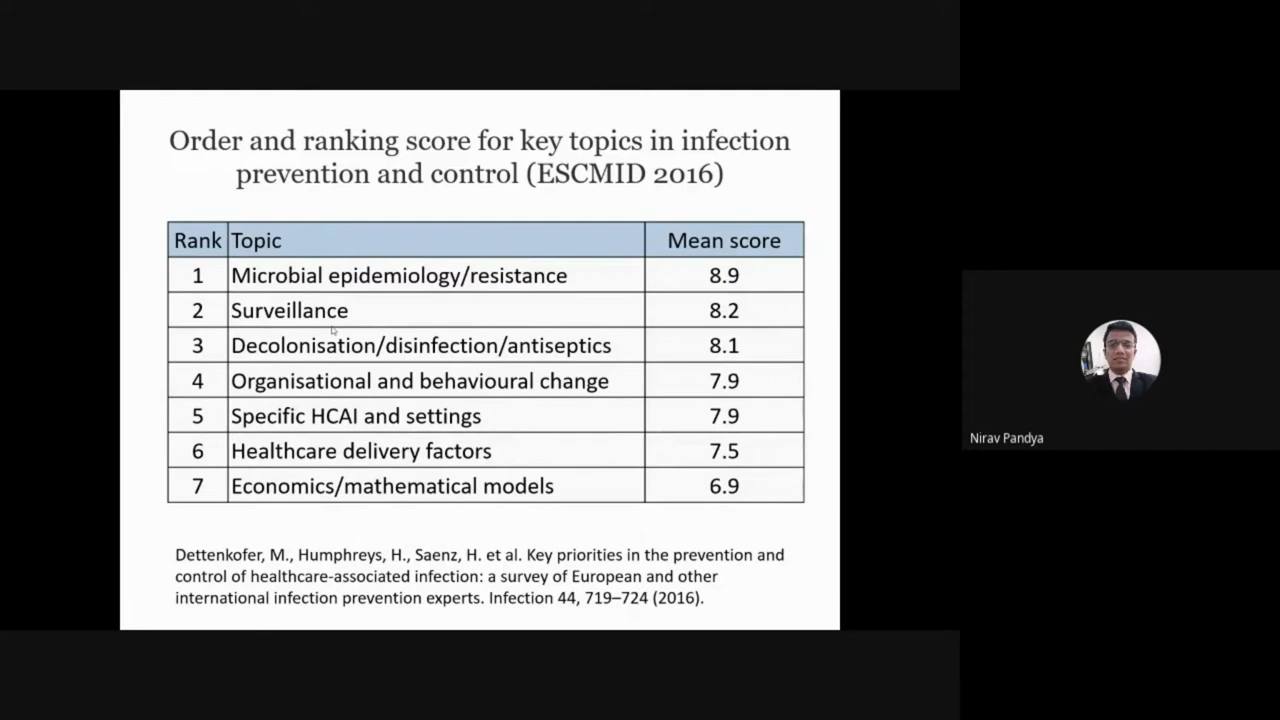 Order and ranking score for key topics in infection
prevention and control (ESCMID 2016)
Rank Topic Mean score
1 Microbial epidemiology/resistance 8.9
2 Surveillance 8.2
3 Decolonisation/disinfection/antiseptics 8.1
4 Organisational and behavioural change 7.9
5 Specific HCAI and settings 7.9
6 Healthcare delivery factors 7.5
7 Economics/mathematical models 6.9
Dettenkofer, M., Humphreys, H., Saenz, H. et al. Key priorities in the prevention and
control of healthcare-associated infection: a survey of European and other
international infection prevention experts. Infection 44, 719–724 (2016).
Nirav Pandya